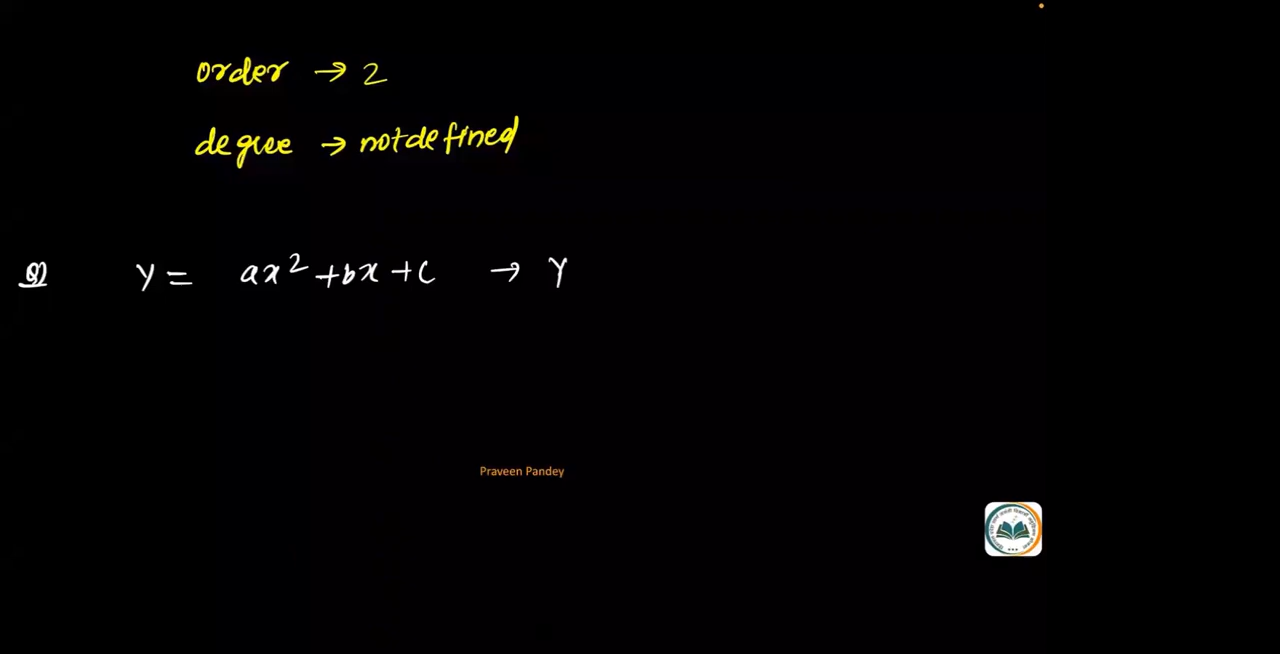 order → 2
degree → notdefined
Q) Y = ax² + bx + c → Y
Praveen Pandey